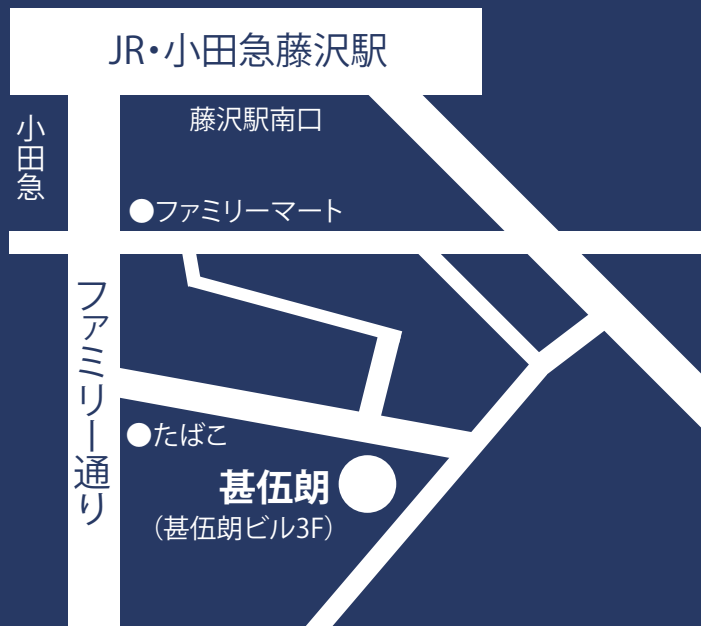 JR・小田急藤沢駅
藤沢駅南口
小田急
●ファミリーマート
ファミリー通り
●たばこ
甚伍朗
（甚伍朗ビル3F）